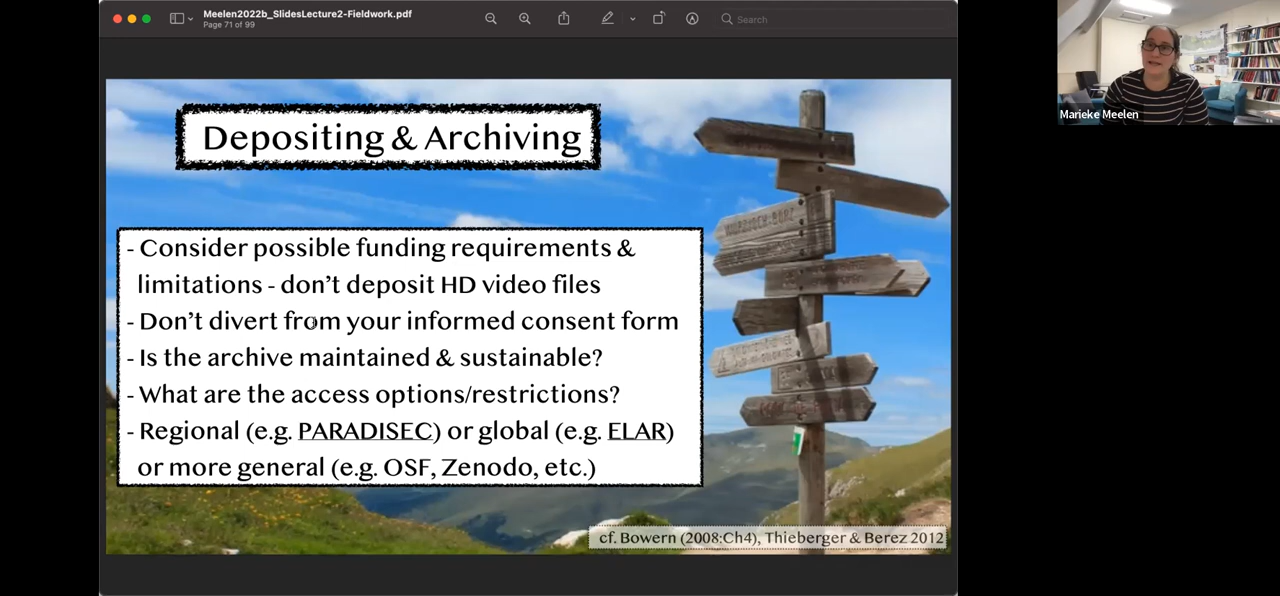 Meelen2022b_SlidesLecture2-Fieldwork.pdf
Page 71 of 99
Search
Marieke Meelen
Depositing & Archiving
- Consider possible funding requirements &
limitations - don't deposit HD video files
- Don't divert from your informed consent form
- Is the archive maintained & sustainable?
- What are the access options/restrictions?
- Regional (e.g. PARADISEC) or global (e.g. ELAR)
or more general (e.g. OSF, Zenodo, etc.)
cf. Bowern (2008:Ch4), Thieberger & Berez 2012